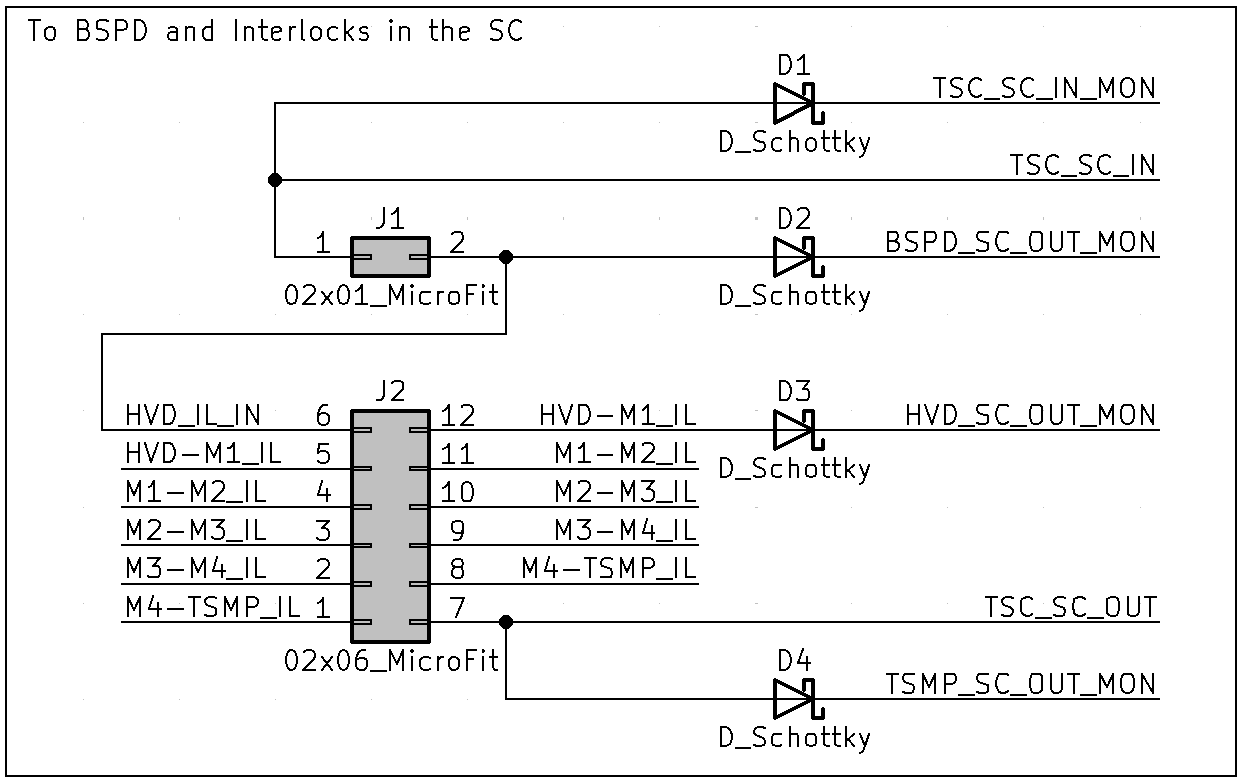 To BSPD and Interlocks in the SC
D1
TSC_SC_IN_MON
D_Schottky
TSC_SC_IN
J1
D2
1
2
BSPD_SC_OUT_MON
02x01_MicroFit
D_Schottky
J2
D3
HVD_IL_IN 6 12 HVD-M1_IL HVD_SC_OUT_MON
HVD-M1_IL 5 11 M1-M2_IL
D_Schottky
M1-M2_IL 4 10 M2-M3_IL
M2-M3_IL 3 9 M3-M4_IL
M3-M4_IL 2 8 M4-TSMP_IL
M4-TSMP_IL 1 7 TSC_SC_OUT
02x06_MicroFit
D4
TSMP_SC_OUT_MON
D_Schottky